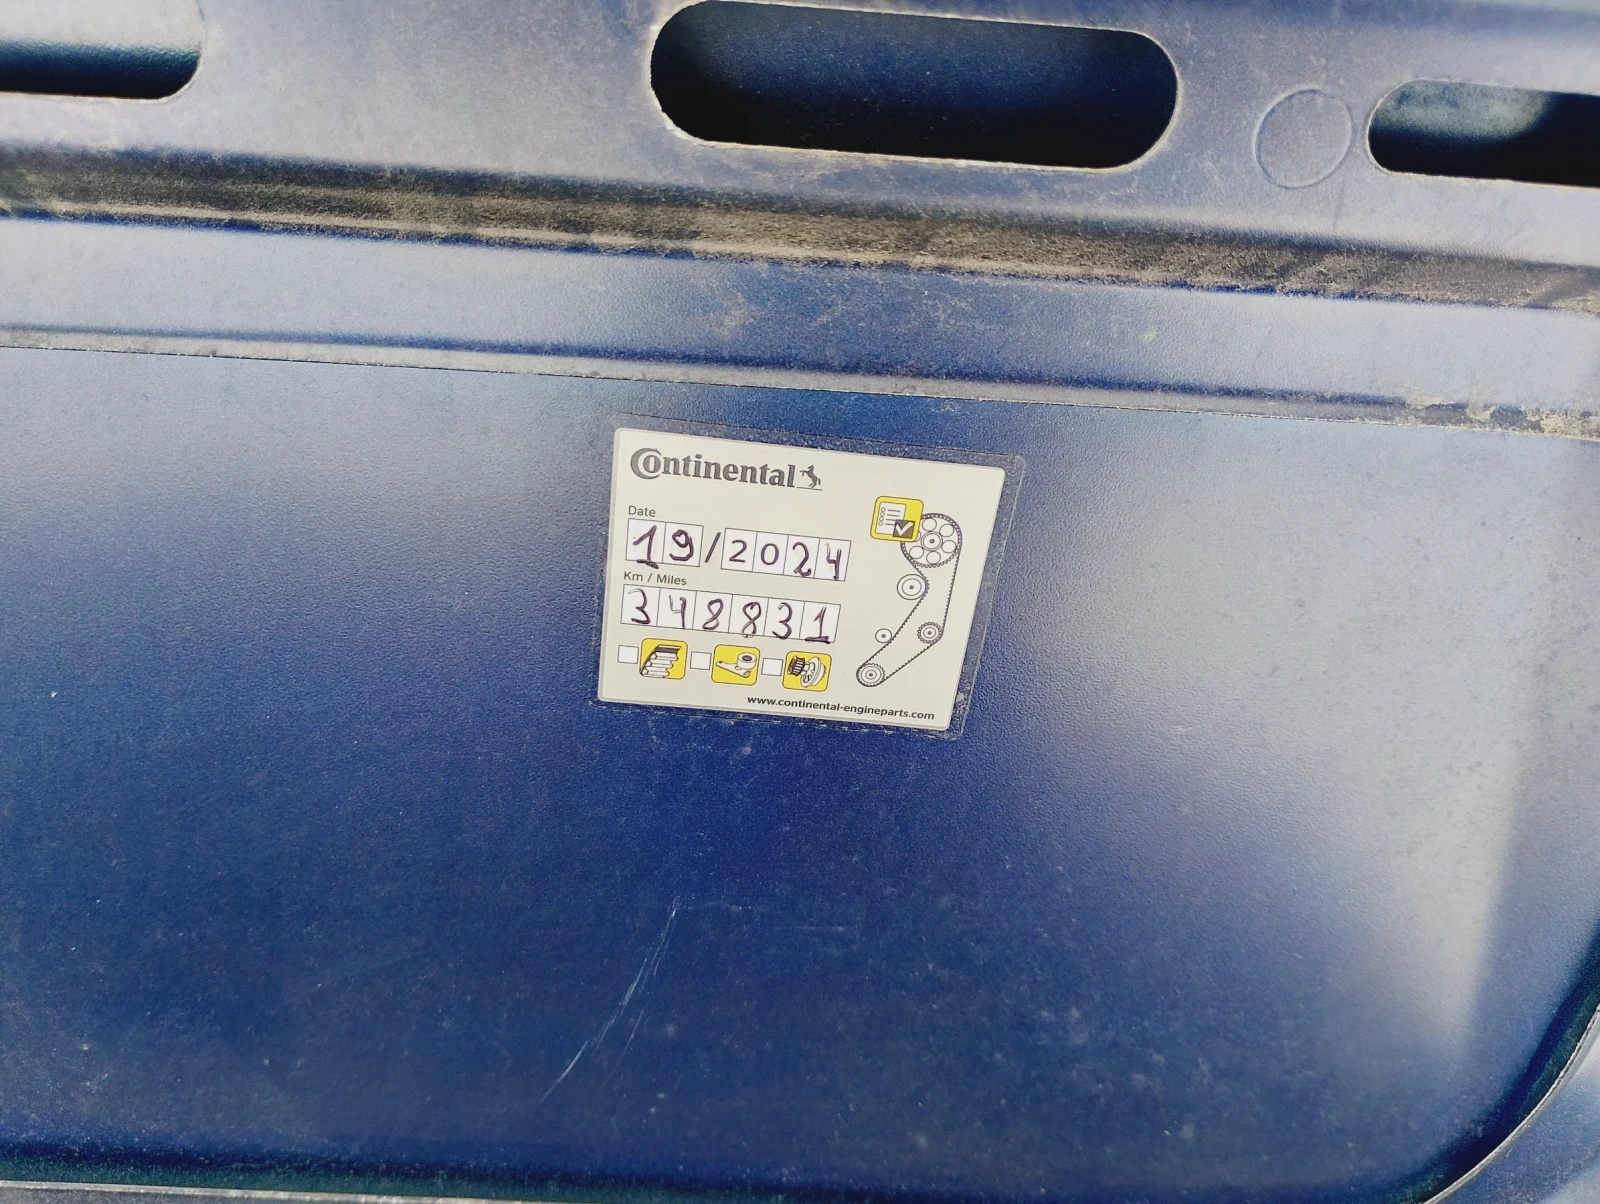 Continental
Date
19/2024
Km / Miles
348831
www.continental-engineparts.com